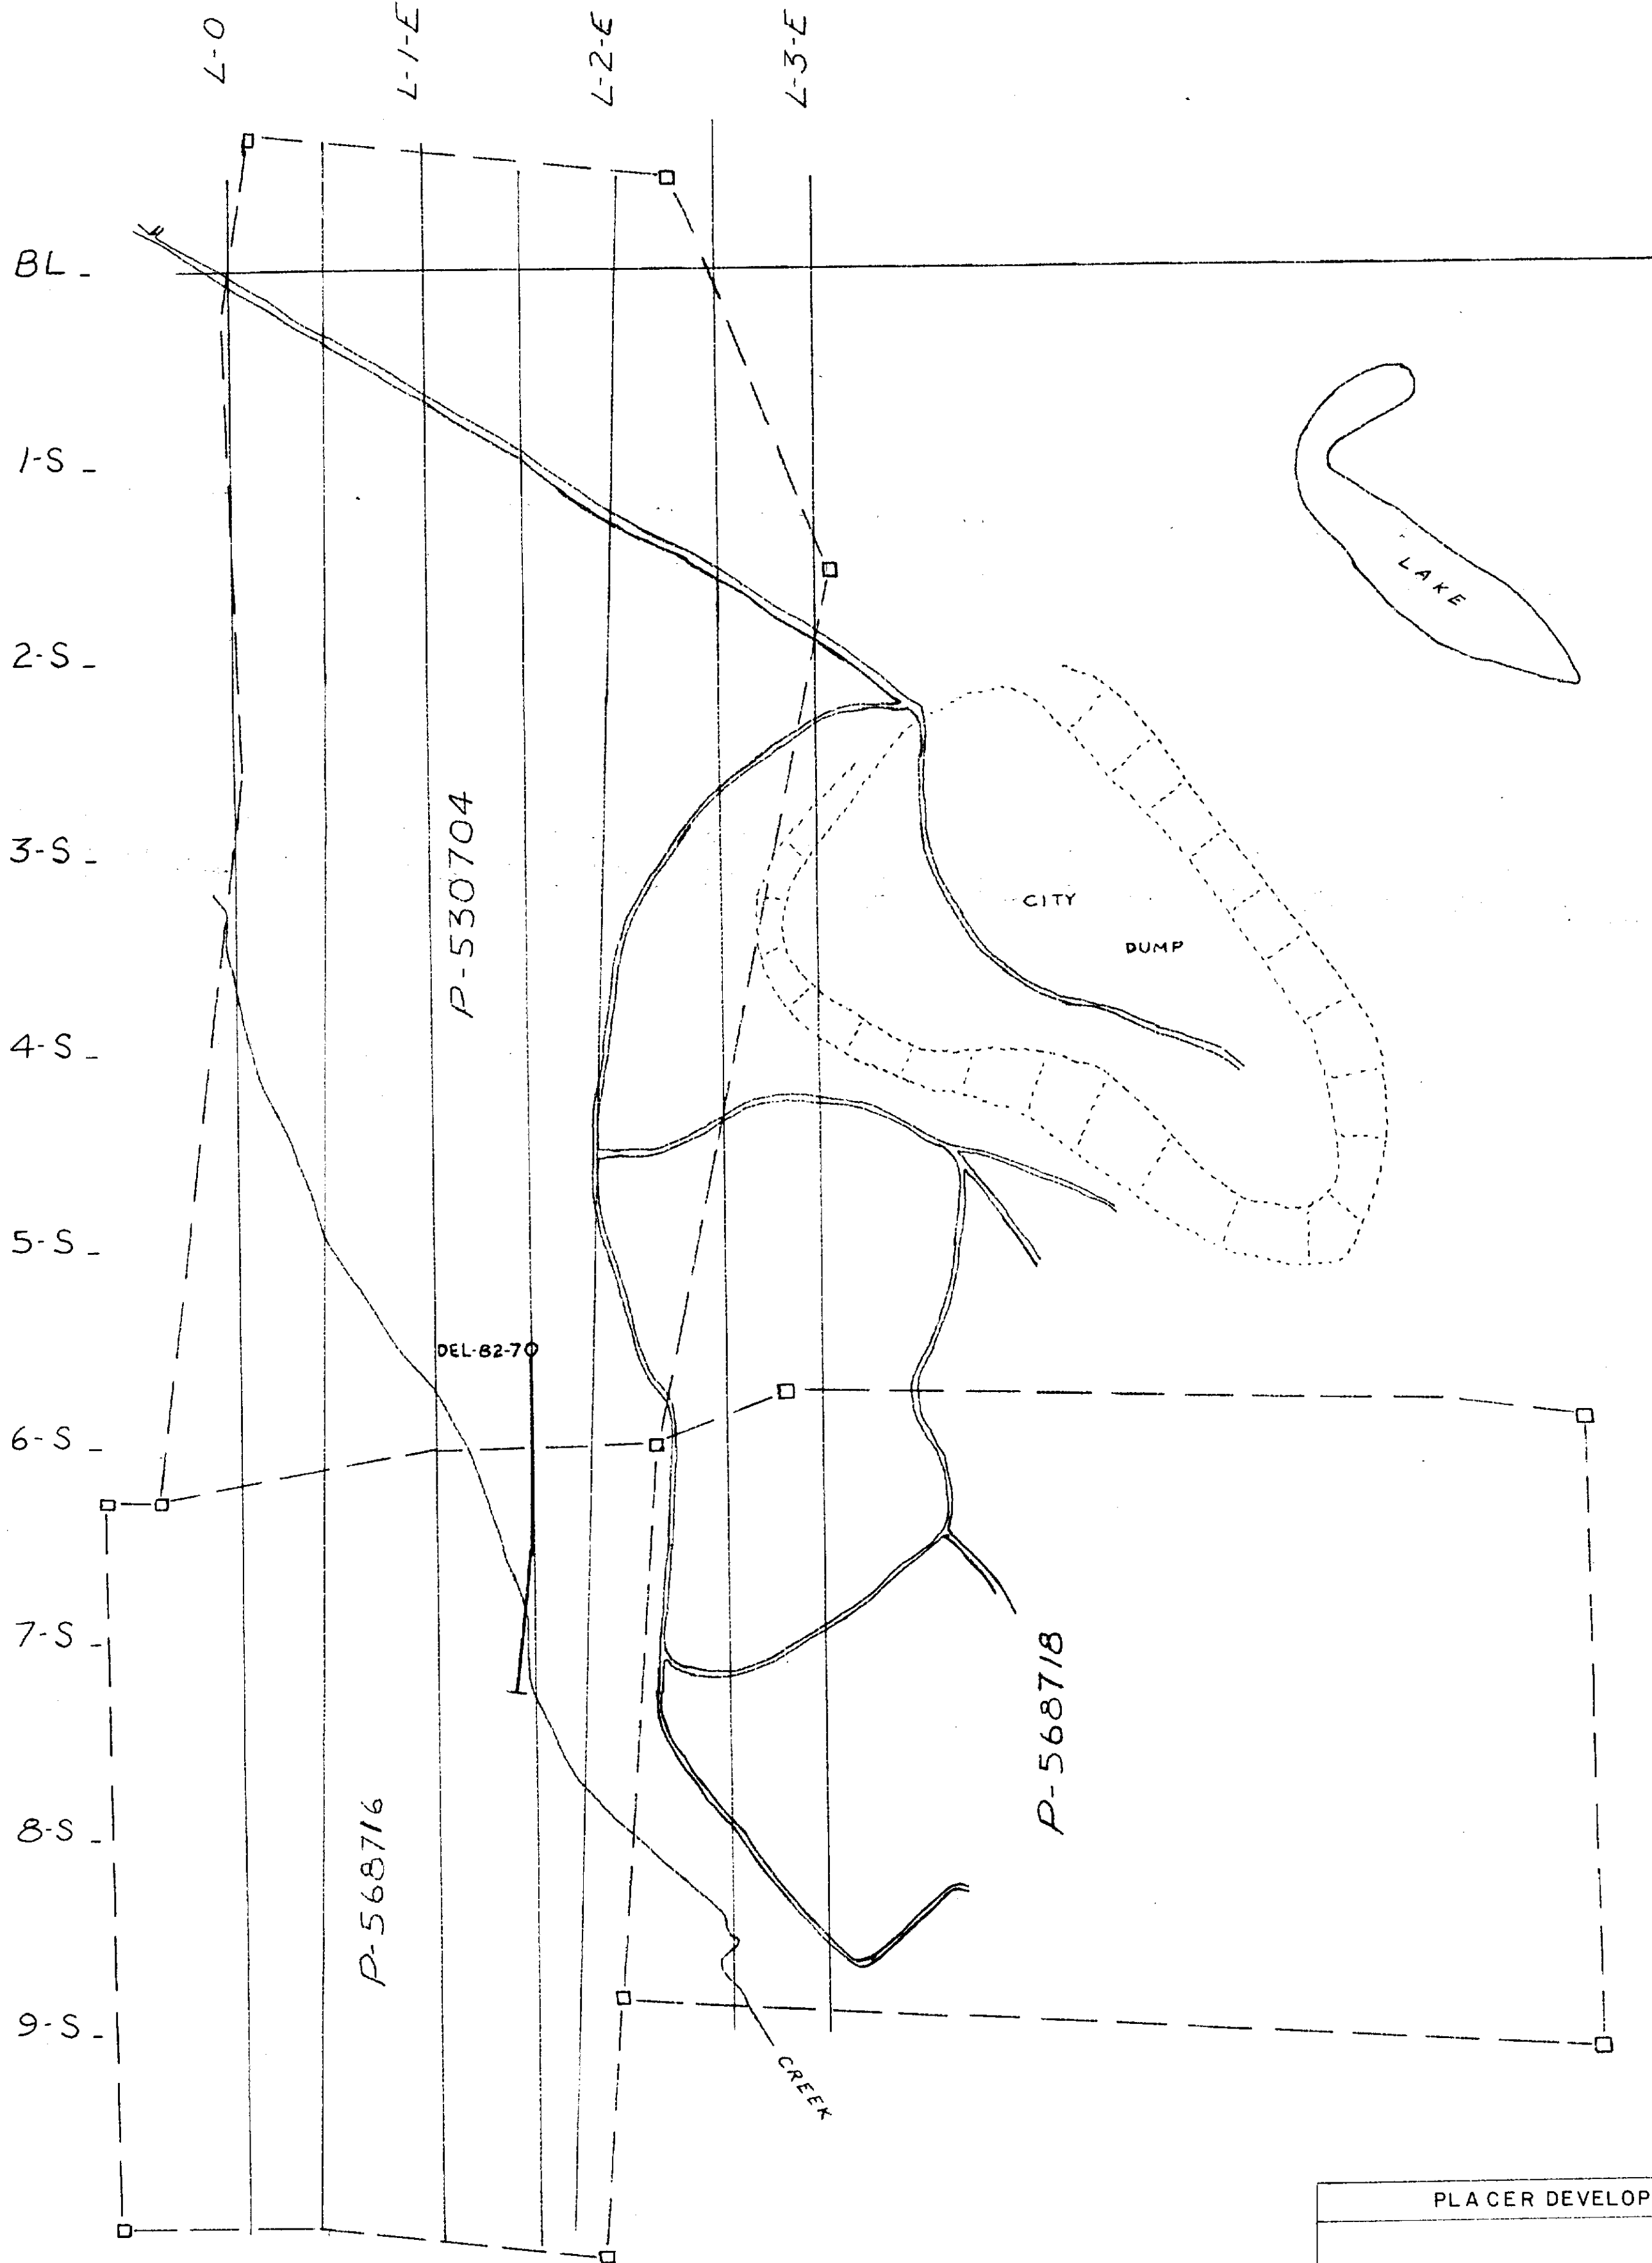 L-0
L-1-E
L-2-E
L-3-E
BL
1-S
2-S
3-S
4-S
5-S
6-S
7-S
8-S
9-S
LAKE
P-530704
CITY
DUMP
DEL-82-7
P-568718
P-568716
CREEK
PLACER DEVELOP